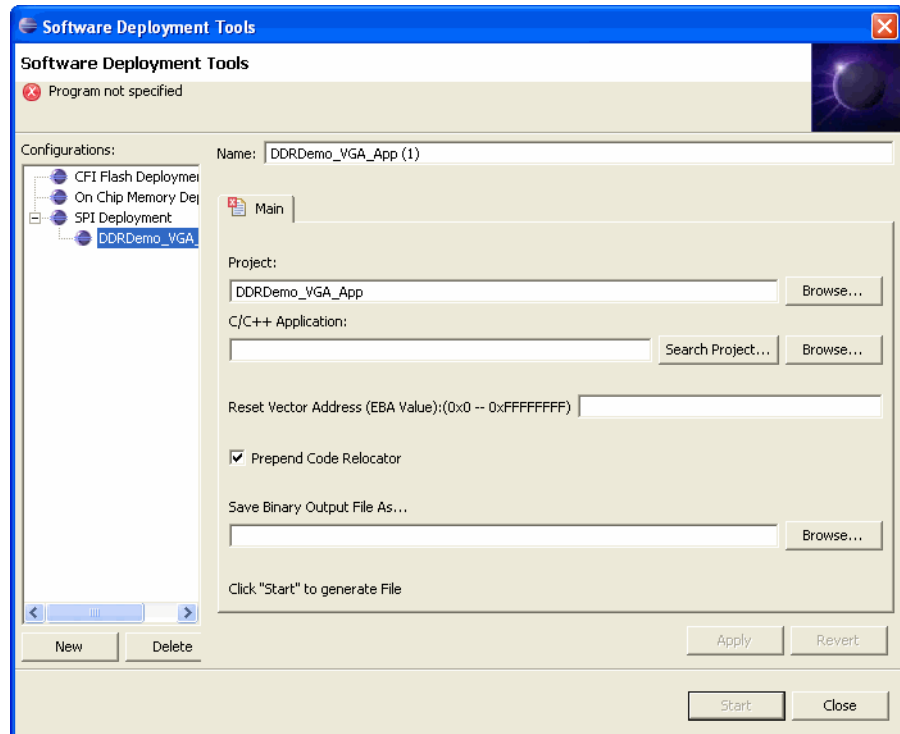 Software Deployment Tools
Software Deployment Tools
Program not specified
Configurations:
CFI Flash Deploymei
On Chip Memory De
SPI Deployment
DDRDemo_VGA_
New Delete
Name: DDRDemo_VGA_App (1)
Main
Project:
DDRDemo_VGA_App Browse...
C/C++ Application:
Search Project... Browse...
Reset Vector Address (EBA Value):(0x0 -- 0xFFFFFFFF)
Prepend Code Relocator
Save Binary Output File As...
Browse...
Click "Start" to generate File
Apply Revert
Start Close